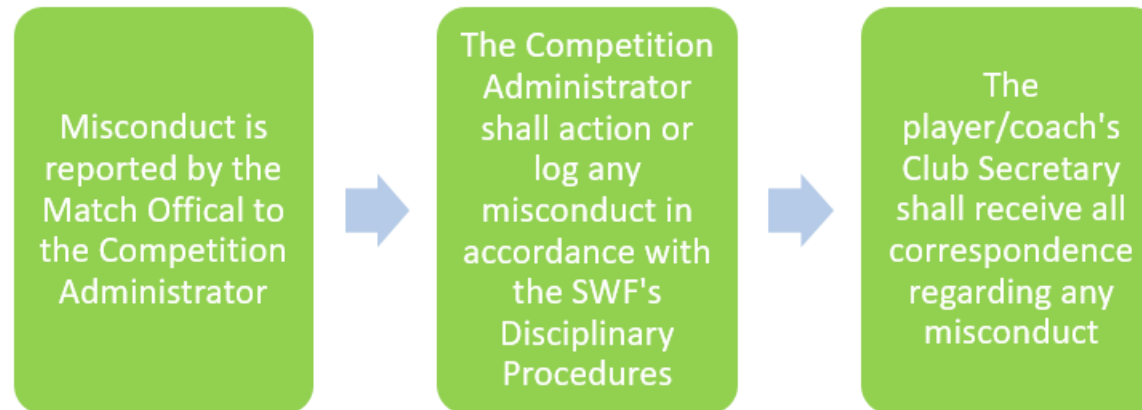 Misconduct is
reported by the
Match Offical to
the Competition
Administrator
The Competition
Administrator
shall action or
log any
misconduct in
accordance with
the SWF's
Disciplinary
Procedures
The
player/coach's
Club Secretary
shall receive all
correspondence
regarding any
misconduct